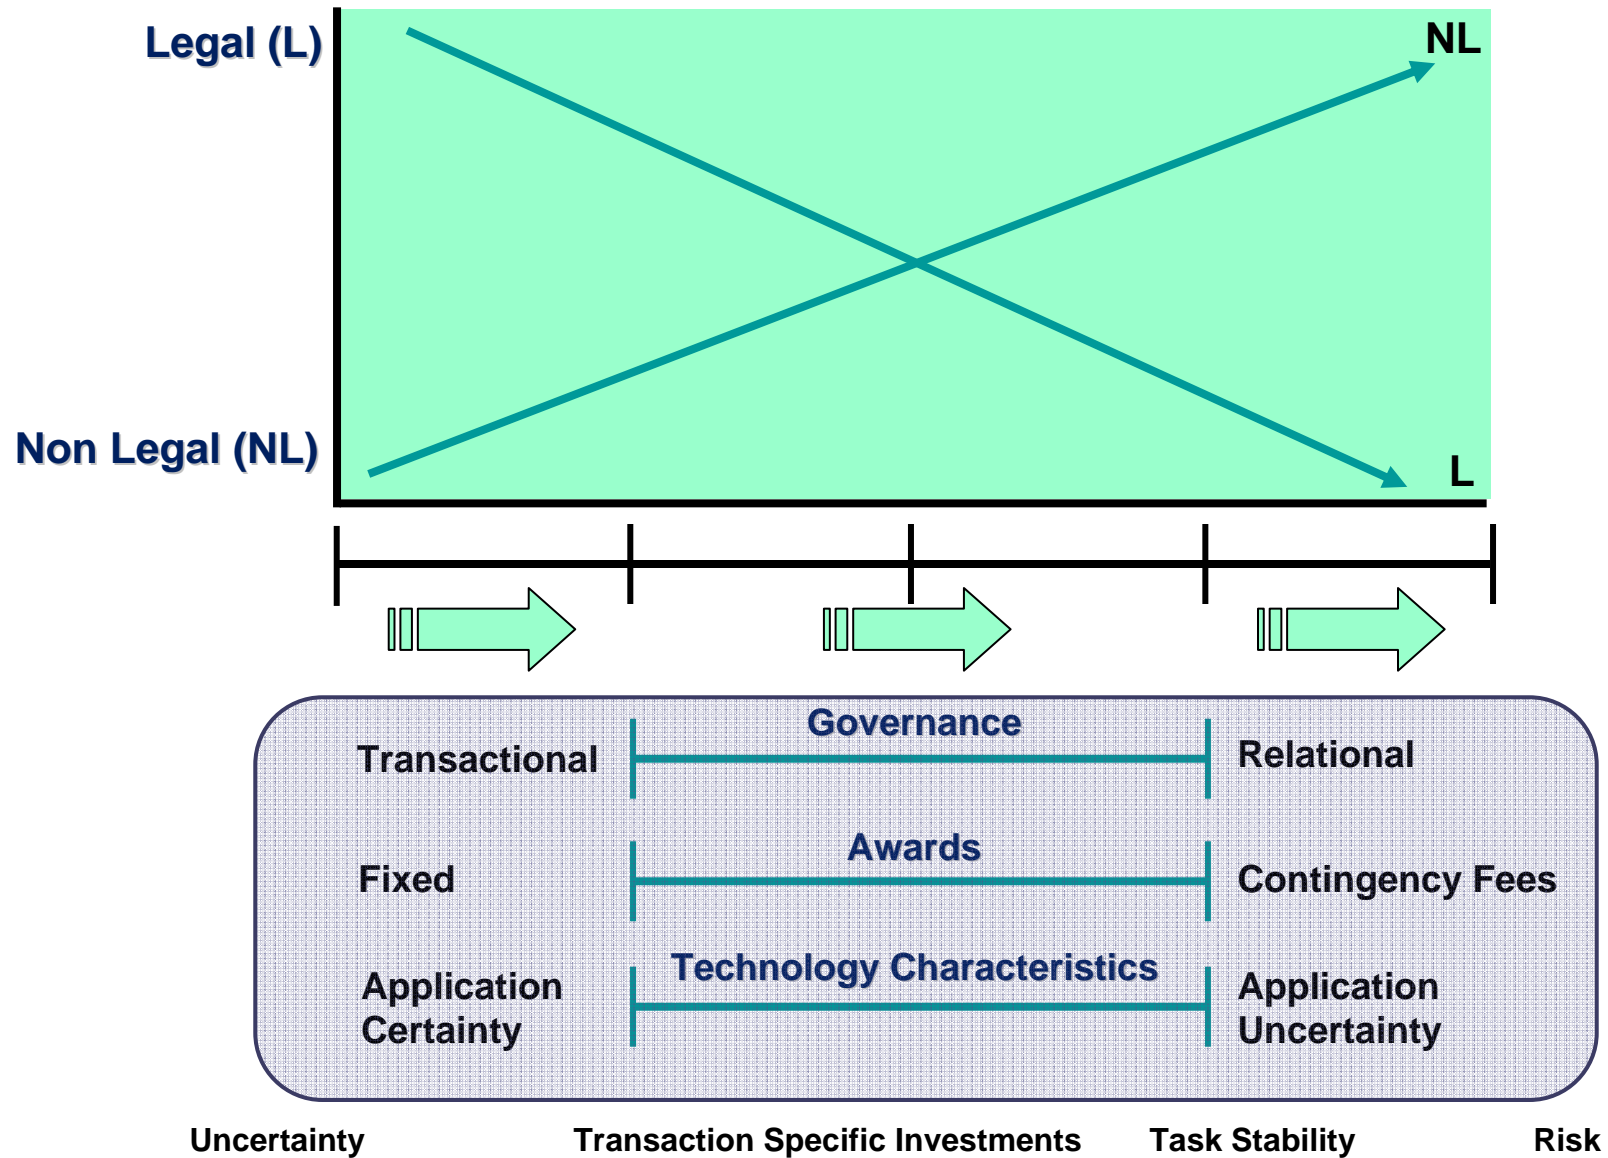 Legal (L)
NL
Non Legal (NL)
L
Governance
Transactional
Relational
Awards
Fixed
Contingency Fees
Technology Characteristics
Application
Certainty
Application
Uncertainty
Uncertainty
Transaction Specific Investments
Task Stability
Risk